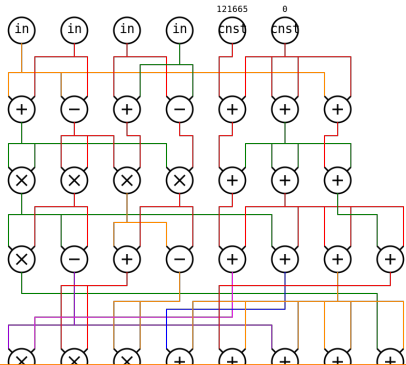 121665 0
in in in in cnst cnst
+ − + − + + +
× × × × + + +
× − + − + + + +
× × × + + + + +